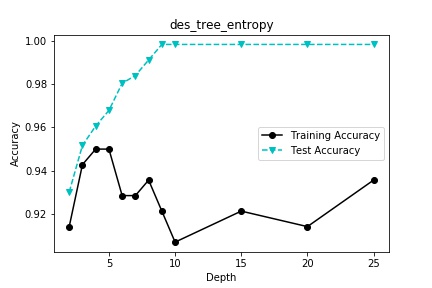 des_tree_entropy
1.00
0.98
0.96
0.94
0.92
Accuracy
Training Accuracy
Test Accuracy
5
10
15
20
25
Depth